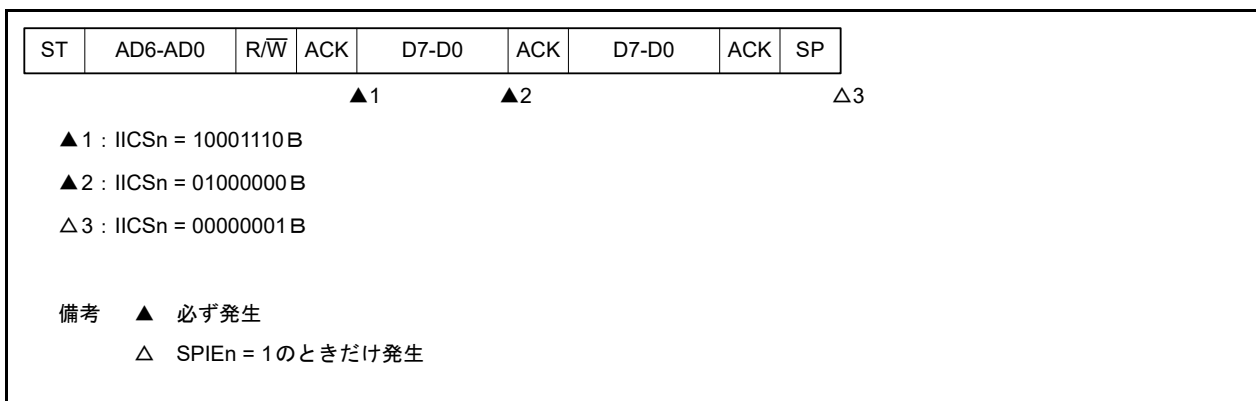 ST AD6-AD0 R/W̅ ACK D7-D0 ACK D7-D0 ACK SP
▲1 ▲2 △3
▲1：IICSn = 10001110B
▲2：IICSn = 01000000B
△3：IICSn = 00000001B
備考 ▲ 必ず発生
△ SPIEn = 1のときだけ発生